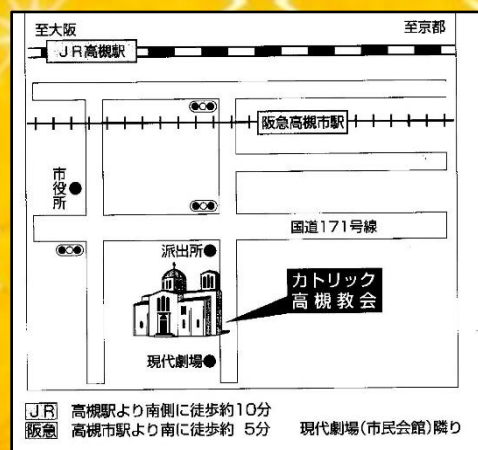 至大阪 至京都
JR高槻駅
阪急高槻市駅
市役所
国道171号線
派出所
カトリック
高槻教会
現代劇場
JR 高槻駅より南側に徒歩約10分
阪急 高槻市駅より南に徒歩約 5分 現代劇場(市民会館)隣り